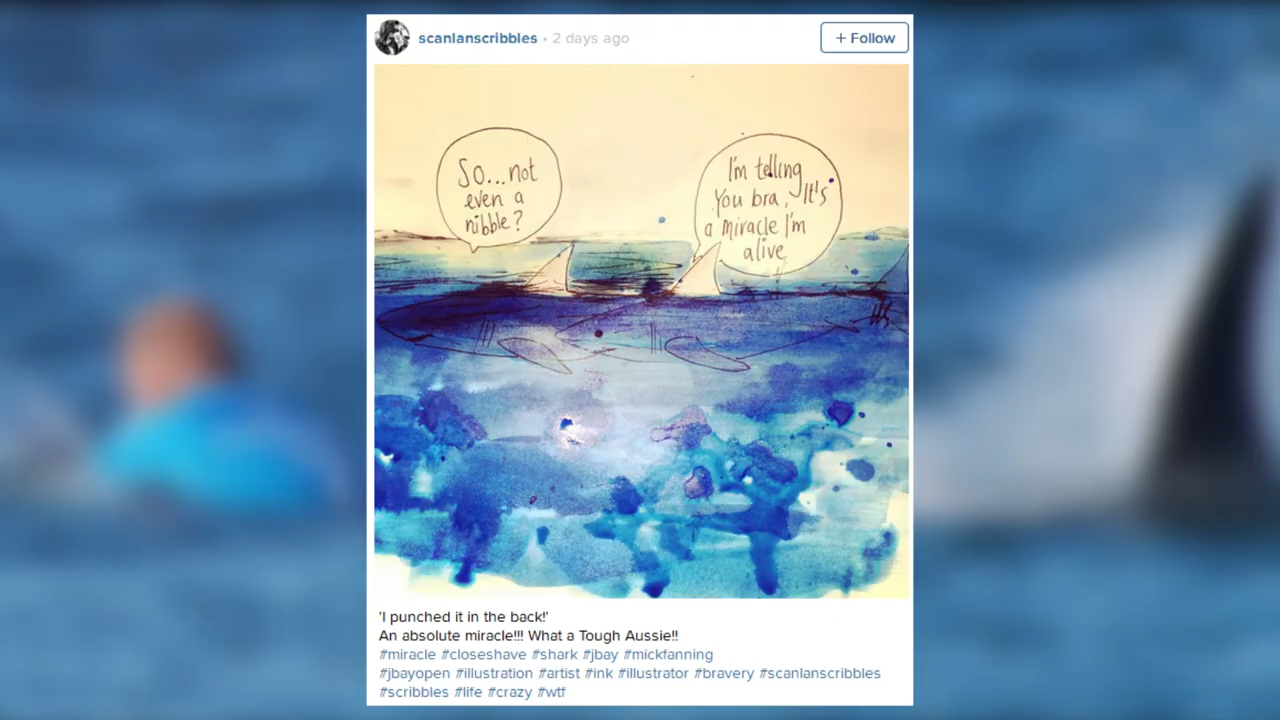 scanlanscribbles • 2 days ago
+ Follow
So...not
even a
nibble?
I'm telling
You bra, It's
a miracle I'm
alive
'I punched it in the back!'
An absolute miracle!!! What a Tough Aussie!!
#miracle #closeshave #shark #jbay #mickfanning
#jbayopen #illustration #artist #ink #illustrator #bravery #scanlanscribbles
#scribbles #life #crazy #wtf